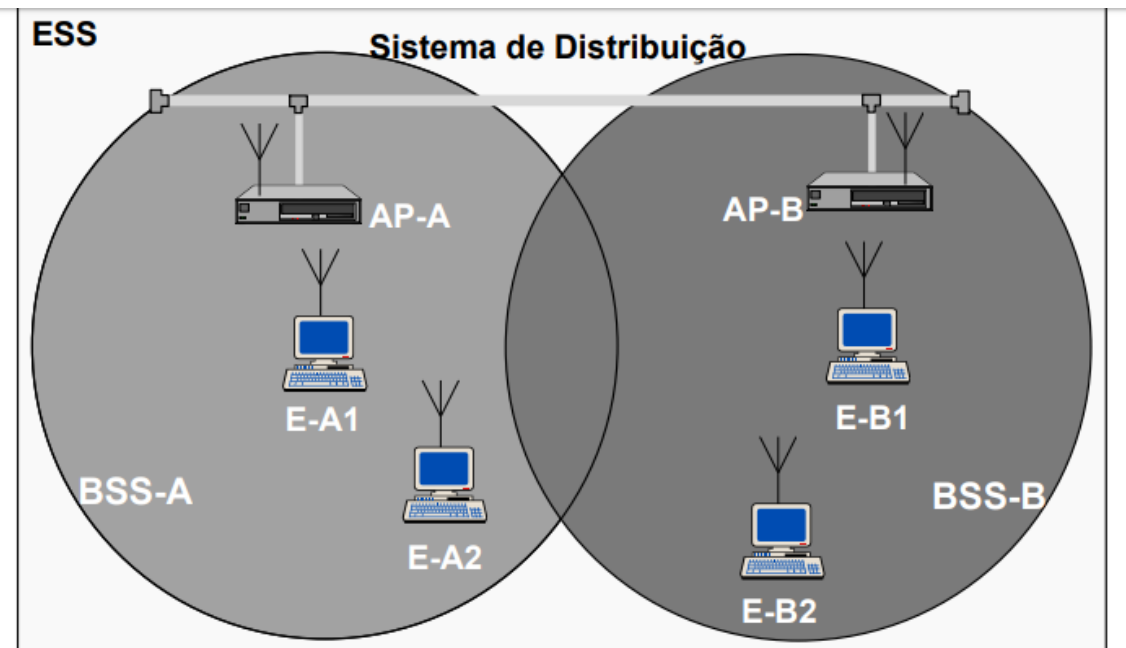 ESS
Sistema de Distribuição
AP-A
AP-B
E-A1
E-B1
BSS-A
BSS-B
E-A2
E-B2